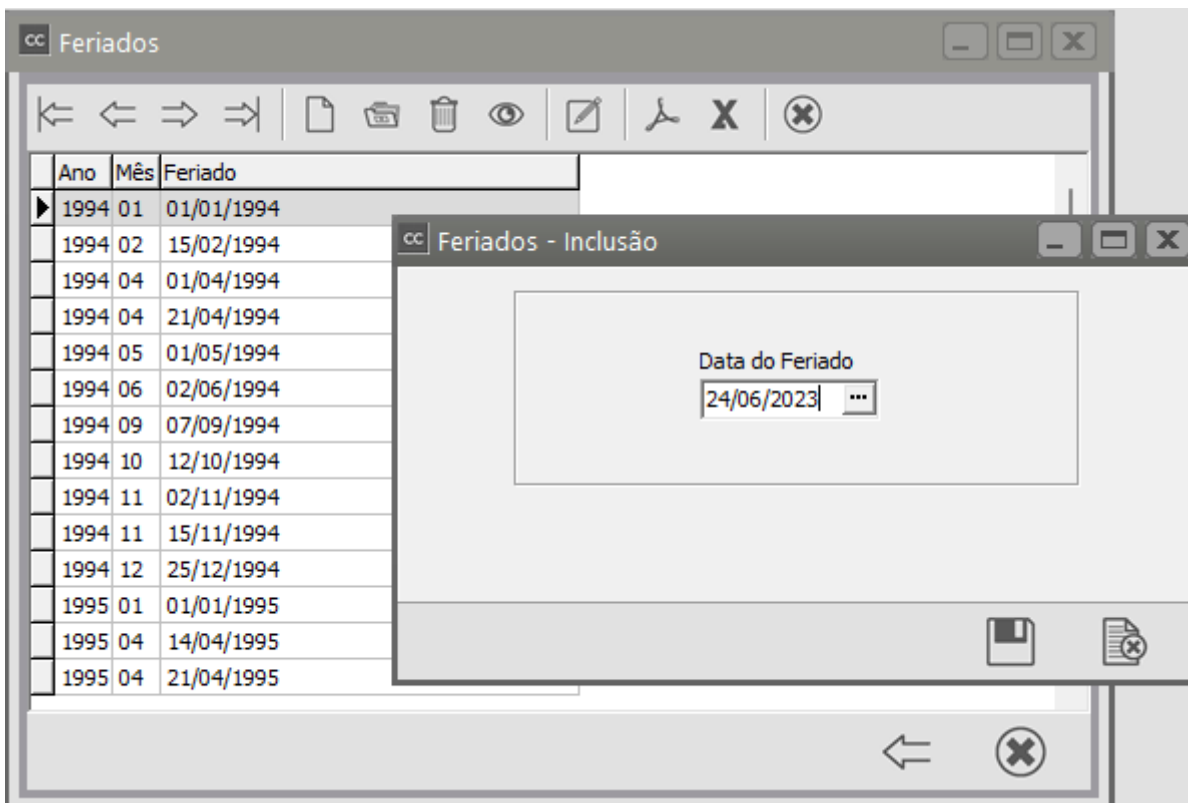 cc Feriados
Ano Mês Feriado
1994 01 01/01/1994
1994 02 15/02/1994
1994 04 01/04/1994
1994 04 21/04/1994
1994 05 01/05/1994
1994 06 02/06/1994
1994 09 07/09/1994
1994 10 12/10/1994
1994 11 02/11/1994
1994 11 15/11/1994
1994 12 25/12/1994
1995 01 01/01/1995
1995 04 14/04/1995
1995 04 21/04/1995
cc Feriados - Inclusão
Data do Feriado
24/06/2023 ...